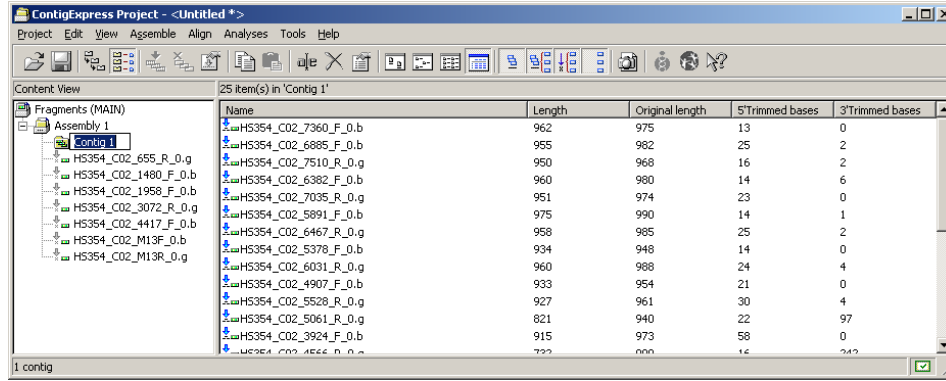 ContigExpress Project - <Untitled *>
Project Edit View Assemble Align Analyses Tools Help
Content View
25 item(s) in 'Contig 1'
Fragments (MAIN)
Assembly 1
Contig 1
HS354_C02_655_R_0.g
HS354_C02_1480_F_0.b
HS354_C02_1958_F_0.b
HS354_C02_3072_R_0.g
HS354_C02_4417_F_0.b
HS354_C02_M13F_0.b
HS354_C02_M13R_0.g
Name Length Original length 5'Trimmed bases 3'Trimmed bases
HS354_C02_7360_F_0.b 962 975 13 0
HS354_C02_6885_F_0.b 955 982 25 2
HS354_C02_7510_R_0.g 950 968 16 2
HS354_C02_6382_F_0.b 960 980 14 6
HS354_C02_7035_R_0.g 951 974 23 0
HS354_C02_5891_F_0.b 975 990 14 1
HS354_C02_6467_R_0.g 958 985 25 2
HS354_C02_5378_F_0.b 934 948 14 0
HS354_C02_6031_R_0.g 960 988 24 4
HS354_C02_4907_F_0.b 933 954 21 0
HS354_C02_5528_R_0.g 927 961 30 4
HS354_C02_5061_R_0.g 821 940 22 97
HS354_C02_3924_F_0.b 915 973 58 0
HS354_C02_4566_R_0.g
1 contig